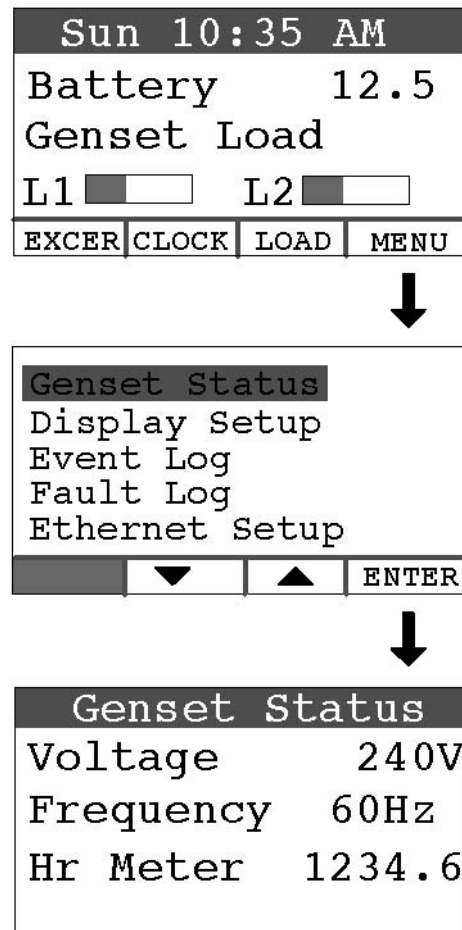 Sun 10:35 AM
Battery 12.5
Genset Load
L1 L2
EXCER CLOCK LOAD MENU
Genset Status
Display Setup
Event Log
Fault Log
Ethernet Setup
ENTER
Genset Status
Voltage 240V
Frequency 60Hz
Hr Meter 1234.6